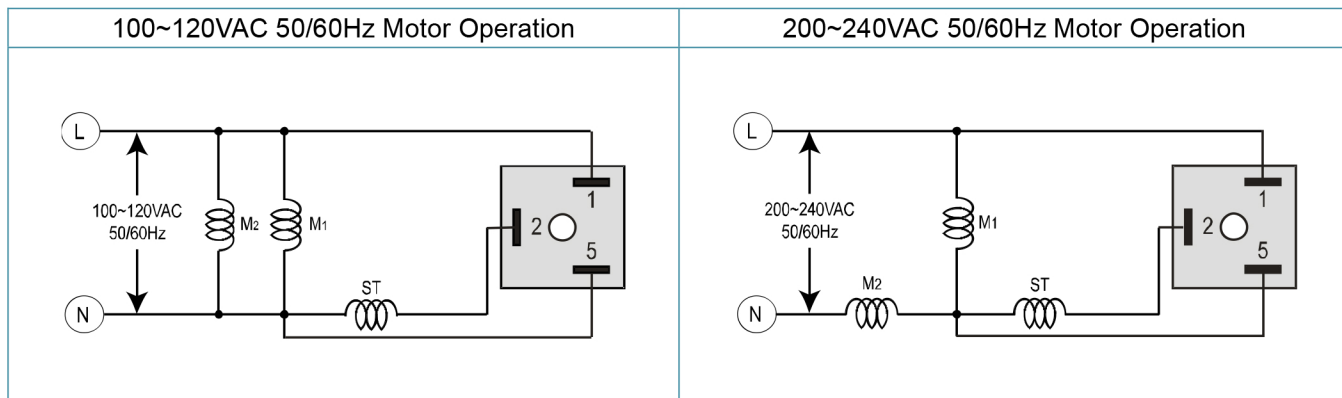 100~120VAC 50/60Hz Motor Operation
200~240VAC 50/60Hz Motor Operation
L
100~120VAC
50/60Hz
M2
M1
N
ST
1
2
5
L
200~240VAC
50/60Hz
M1
N
M2
ST
1
2
5